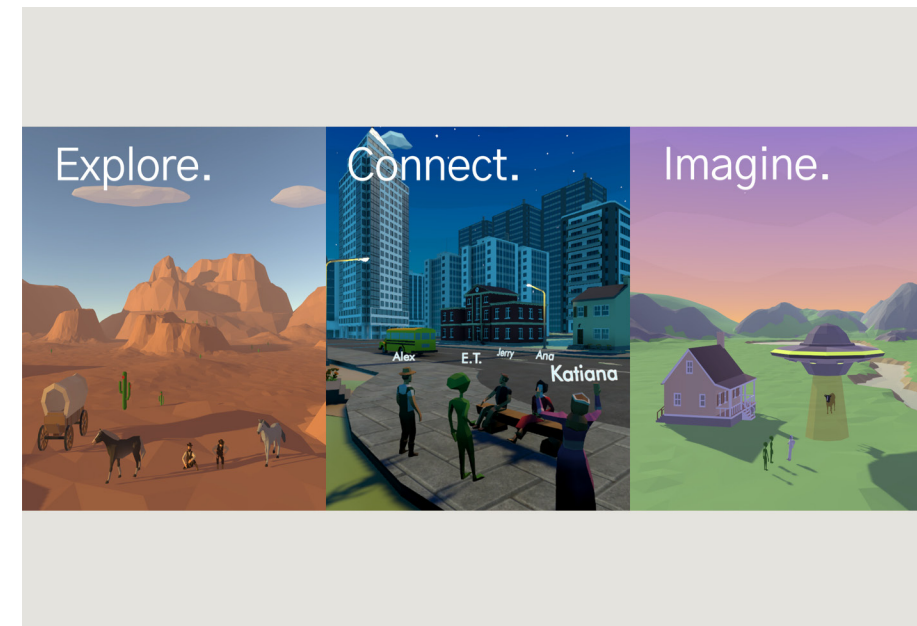 Explore.
Connect.
Imagine.
Alex
E.T.
Jerry
Ana
Katiana